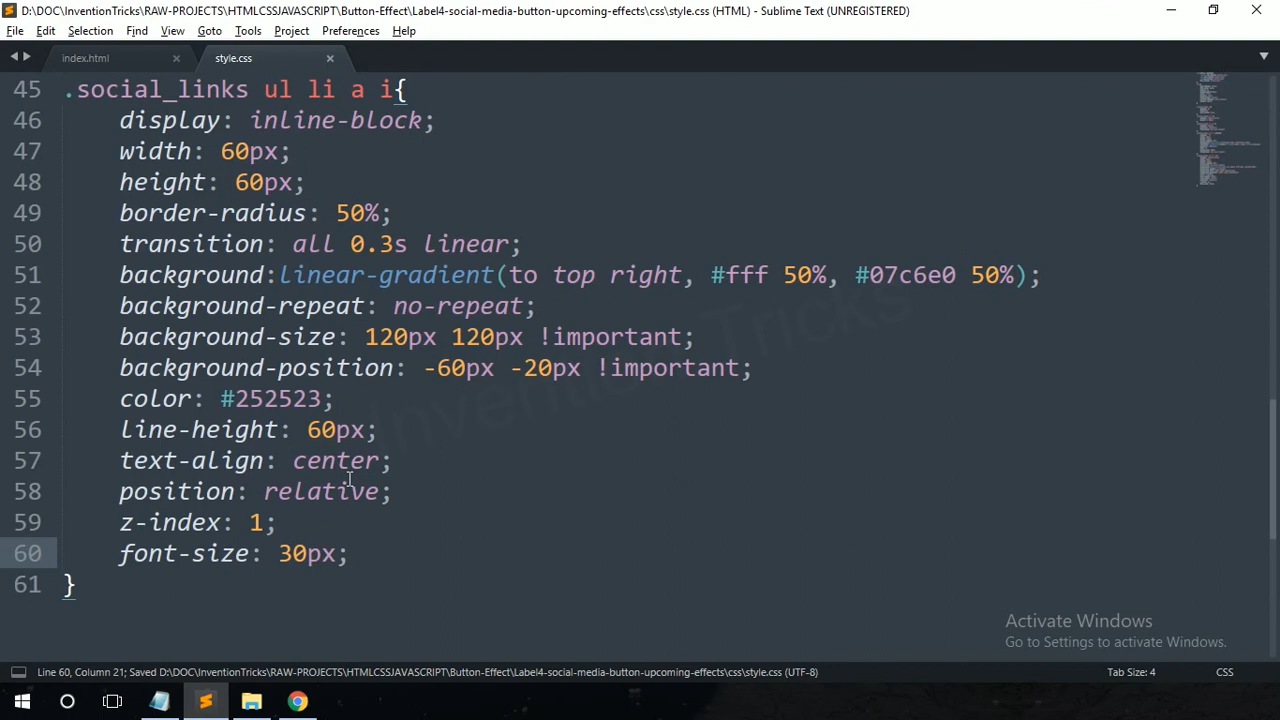 D:\DOC\InventionTricks\RAW-PROJECTS\HTMLCSSJAVASCRIPT\Button-Effect\Label4-social-media-button-upcoming-effects\css\style.css (HTML) - Sublime Text (UNREGISTERED)
File Edit Selection Find View Goto Tools Project Preferences Help
index.html style.css
45 .social_links ul li a i{
46 display: inline-block;
47 width: 60px;
48 height: 60px;
49 border-radius: 50%;
50 transition: all 0.3s linear;
51 background:linear-gradient(to top right, #fff 50%, #07c6e0 50%);
52 background-repeat: no-repeat;
53 background-size: 120px 120px !important;
54 background-position: -60px -20px !important;
55 color: #252523;
56 line-height: 60px;
57 text-align: center;
58 position: relative;
59 z-index: 1;
60 font-size: 30px;
61 }
Invention Tricks
Activate Windows
Go to Settings to activate Windows.
Line 60, Column 21; Saved D:\DOC\InventionTricks\RAW-PROJECTS\HTMLCSSJAVASCRIPT\Button-Effect\Label4-social-media-button-upcoming-effects\css\style.css (UTF-8) Tab Size: 4 CSS